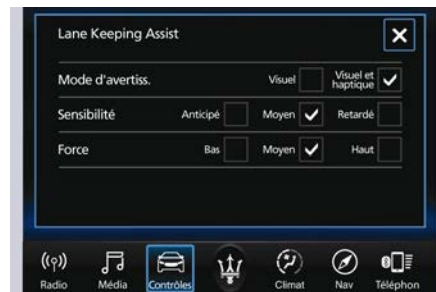 Lane Keeping Assist
Mode d'avertiss. Visuel Visuel et haptique
Sensibilité Anticipé Moyen Retardé
Force Bas Moyen Haut
Radio Média Contrôles Climat Nav Téléphon